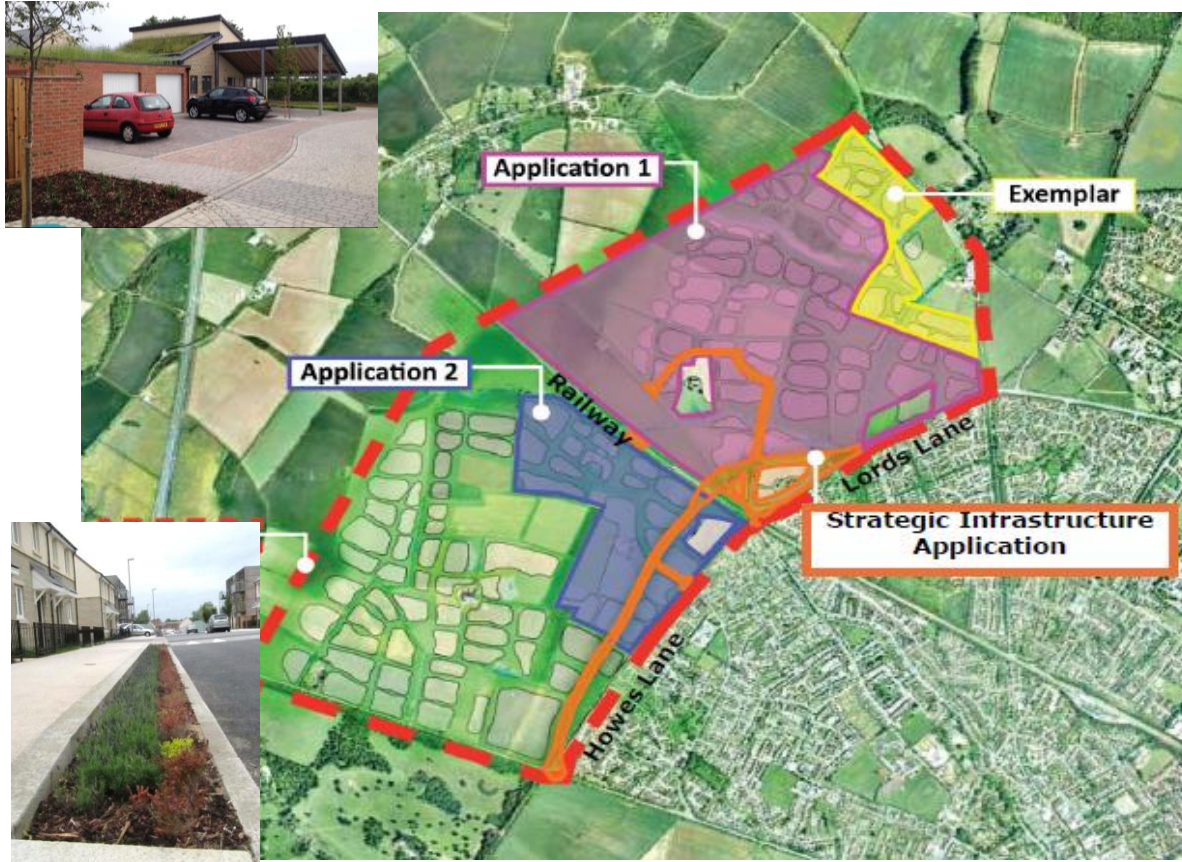 Application 1
Exemplar
Application 2
Railway
Lords Lane
Strategic Infrastructure
Application
Howes Lane